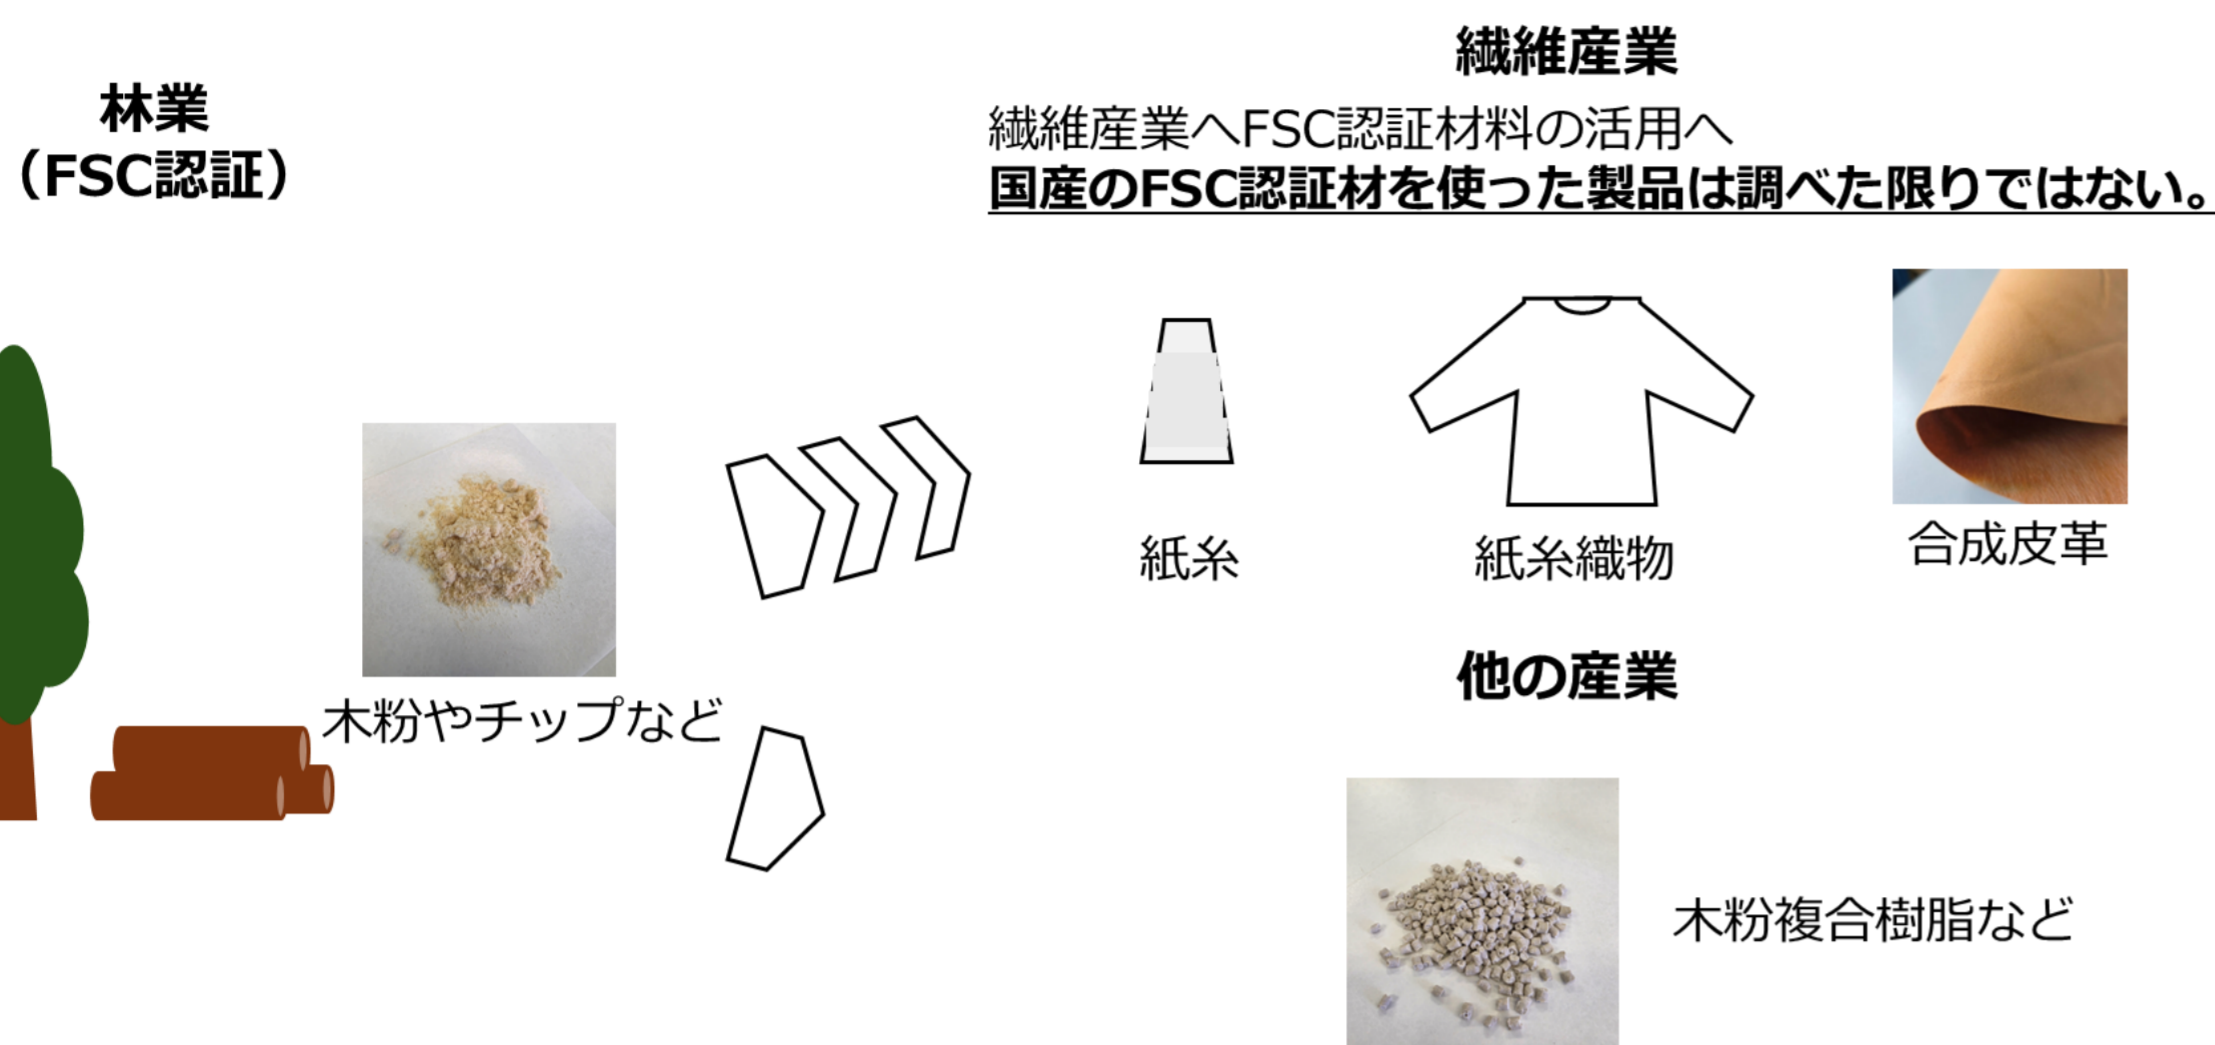 林業
（FSC認証）
繊維産業
繊維産業へFSC認証材料の活用へ
国産のFSC認証材を使った製品は調べた限りではない。
紙糸
紙糸織物
合成皮革
木粉やチップなど
他の産業
木粉複合樹脂など